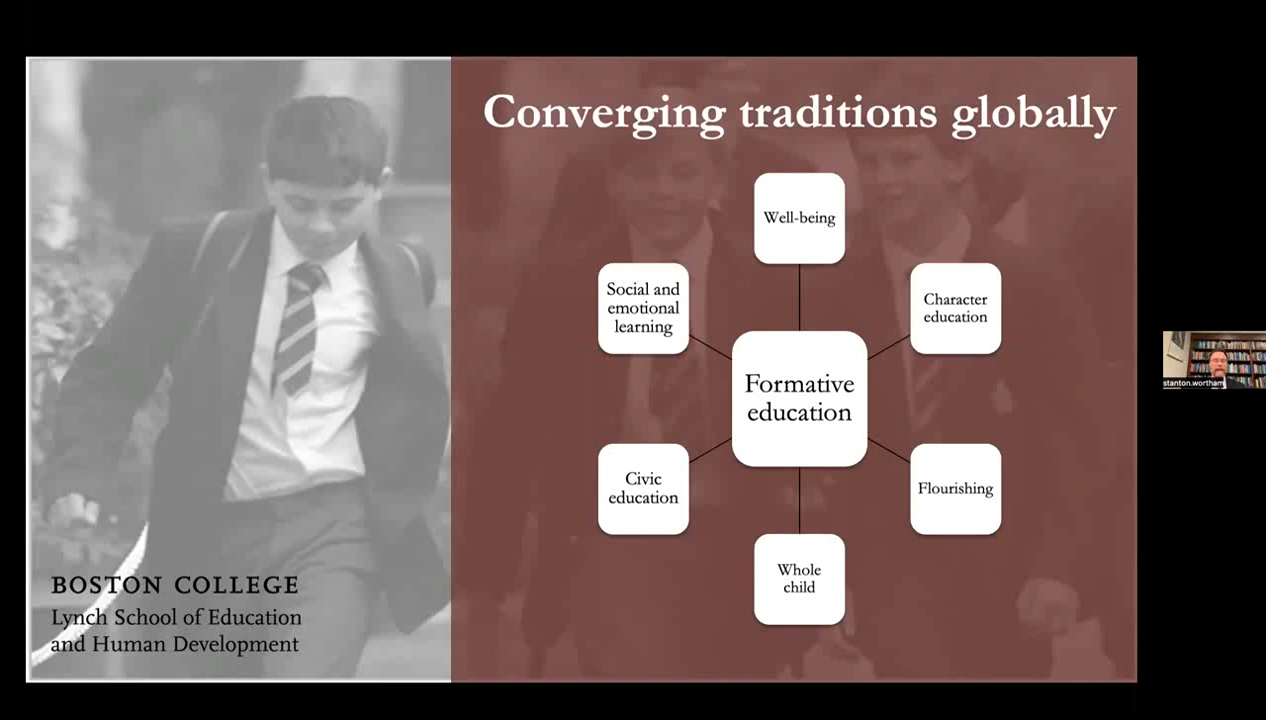 Converging traditions globally
Well-being
Social and
emotional
learning
Character
education
Formative
education
Civic
education
Flourishing
Whole
child
BOSTON COLLEGE
Lynch School of Education
and Human Development
stanton.wortham